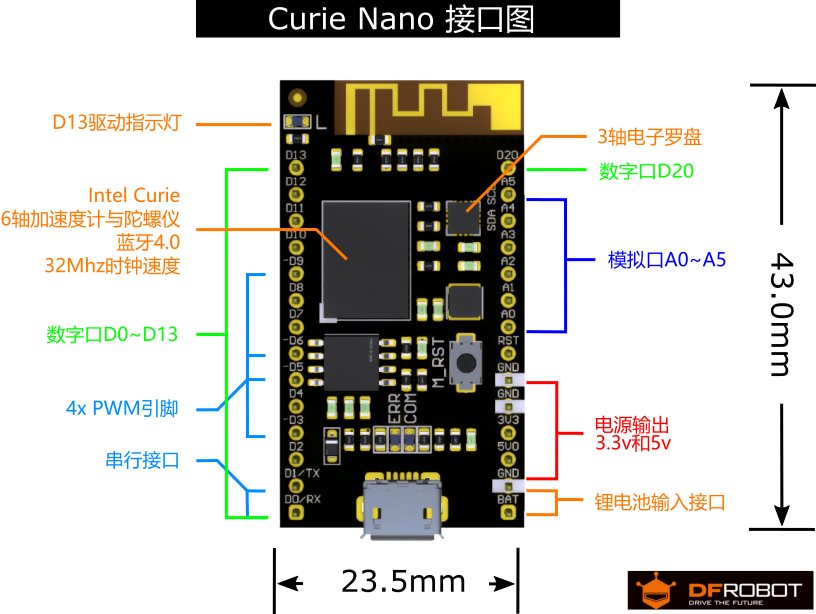 Curie Nano 接口图
D13驱动指示灯
Intel Curie
6轴加速度计与陀螺仪
蓝牙4.0
32Mhz时钟速度
数字口D0~D13
4x PWM引脚
串行接口
L
D13
D12
D11
D10
~D9
D8
D7
~D6
~D5
D4
~D3
D2
D1/TX
D0/RX
SDA SCL
M_RST
ERR
COM
D20
A5
A4
A3
A2
A1
A0
RST
GND
GND
3V3
5V0
GND
BAT
3轴电子罗盘
数字口D20
模拟口A0~A5
电源输出
3.3v和5v
锂电池输入接口
43.0mm
23.5mm
DFROBOT
DRIVE THE FUTURE